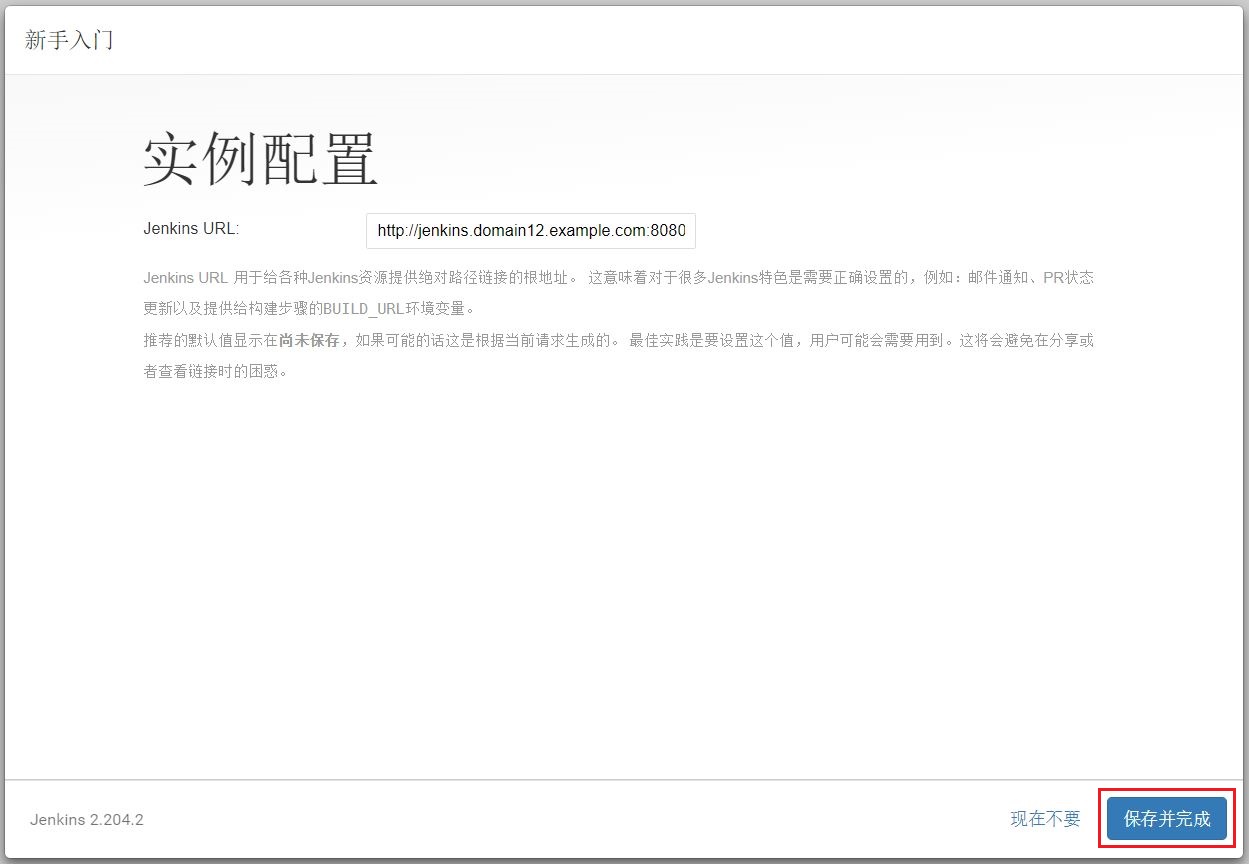 新手入门
实例配置
Jenkins URL:
http://jenkins.domain12.example.com:8080
Jenkins URL 用于给各种Jenkins资源提供绝对路径链接的根地址。 这意味着对于很多Jenkins特色是需要正确设置的，例如：邮件通知、PR状态
更新以及提供给构建步骤的BUILD_URL环境变量。
推荐的默认值显示在尚未保存，如果可能的话这是根据当前请求生成的。 最佳实践是要设置这个值，用户可能会需要用到。这将会避免在分享或
者查看链接时的困惑。
Jenkins 2.204.2
现在不要
保存并完成